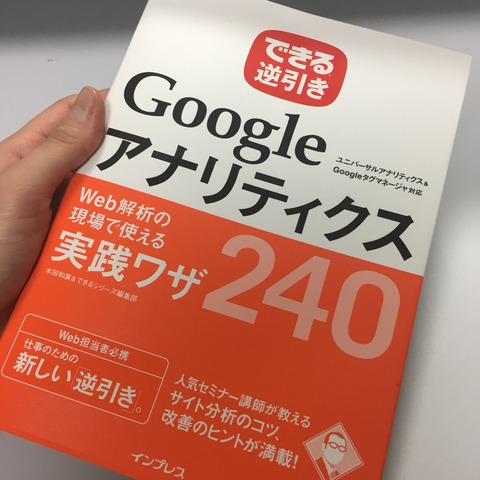 できる
逆引き
Google
アナリティクス
ユニバーサルアナリティクス&
Googleタグマネージャ対応
Web解析の
現場で使える
実践ワザ
240
木田和廣&できるシリーズ編集部
Web担当者必携
仕事のための
新しい「逆引き」。
人気セミナー講師が教える
サイト分析のコツ、
改善のヒントが満載!
インプレス